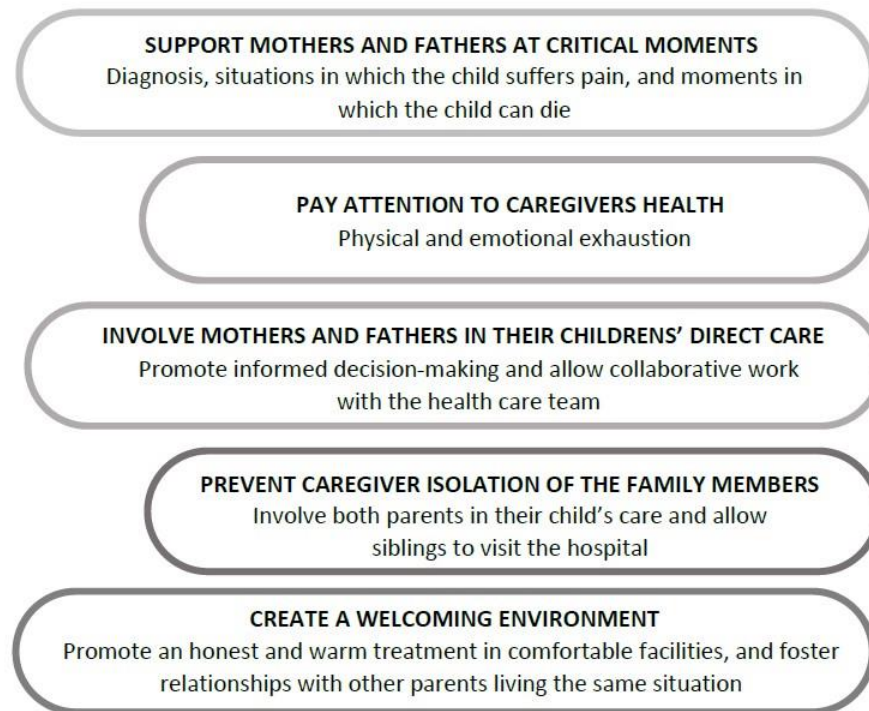 SUPPORT MOTHERS AND FATHERS AT CRITICAL MOMENTS
Diagnosis, situations in which the child suffers pain, and moments in
which the child can die
PAY ATTENTION TO CAREGIVERS HEALTH
Physical and emotional exhaustion
INVOLVE MOTHERS AND FATHERS IN THEIR CHILDRENS’ DIRECT CARE
Promote informed decision-making and allow collaborative work
with the health care team
PREVENT CAREGIVER ISOLATION OF THE FAMILY MEMBERS
Involve both parents in their child’s care and allow
siblings to visit the hospital
CREATE A WELCOMING ENVIRONMENT
Promote an honest and warm treatment in comfortable facilities, and foster
relationships with other parents living the same situation